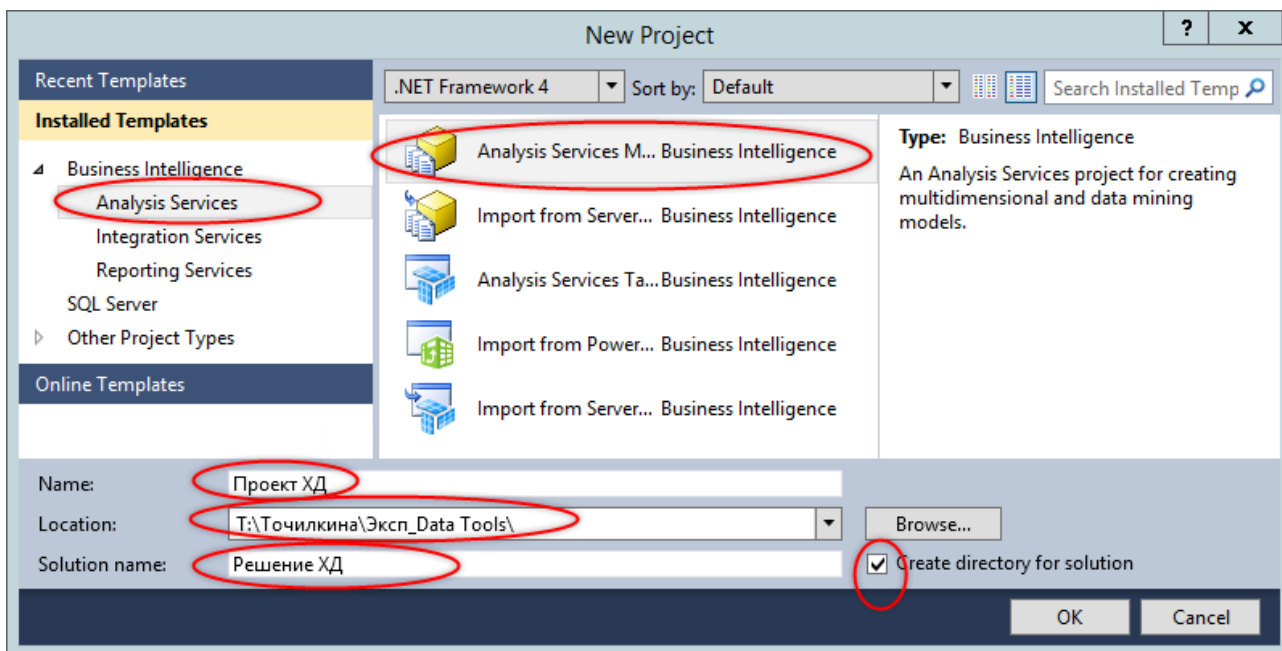 New Project
? x
Recent Templates
Installed Templates
Business Intelligence
Analysis Services
Integration Services
Reporting Services
SQL Server
Other Project Types
Online Templates
.NET Framework 4 Sort by: Default Search Installed Temp
Analysis Services M... Business Intelligence
Import from Server... Business Intelligence
Analysis Services Ta... Business Intelligence
Import from Power... Business Intelligence
Import from Server... Business Intelligence
Type: Business Intelligence
An Analysis Services project for creating
multidimensional and data mining
models.
Name: Проект ХД
Location: T:\Точилкина\Эксп_Data Tools\ Browse...
Solution name: Решение ХД Create directory for solution
OK Cancel